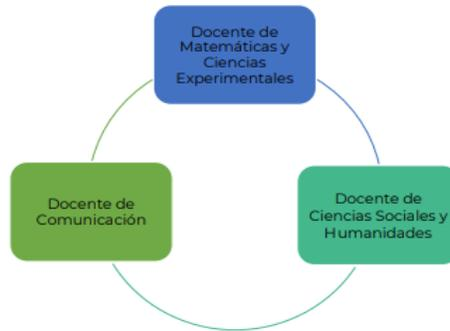 Docente de
Matemáticas y
Ciencias
Experimentales
Docente de
Comunicación
Docente de
Ciencias Sociales y
Humanidades